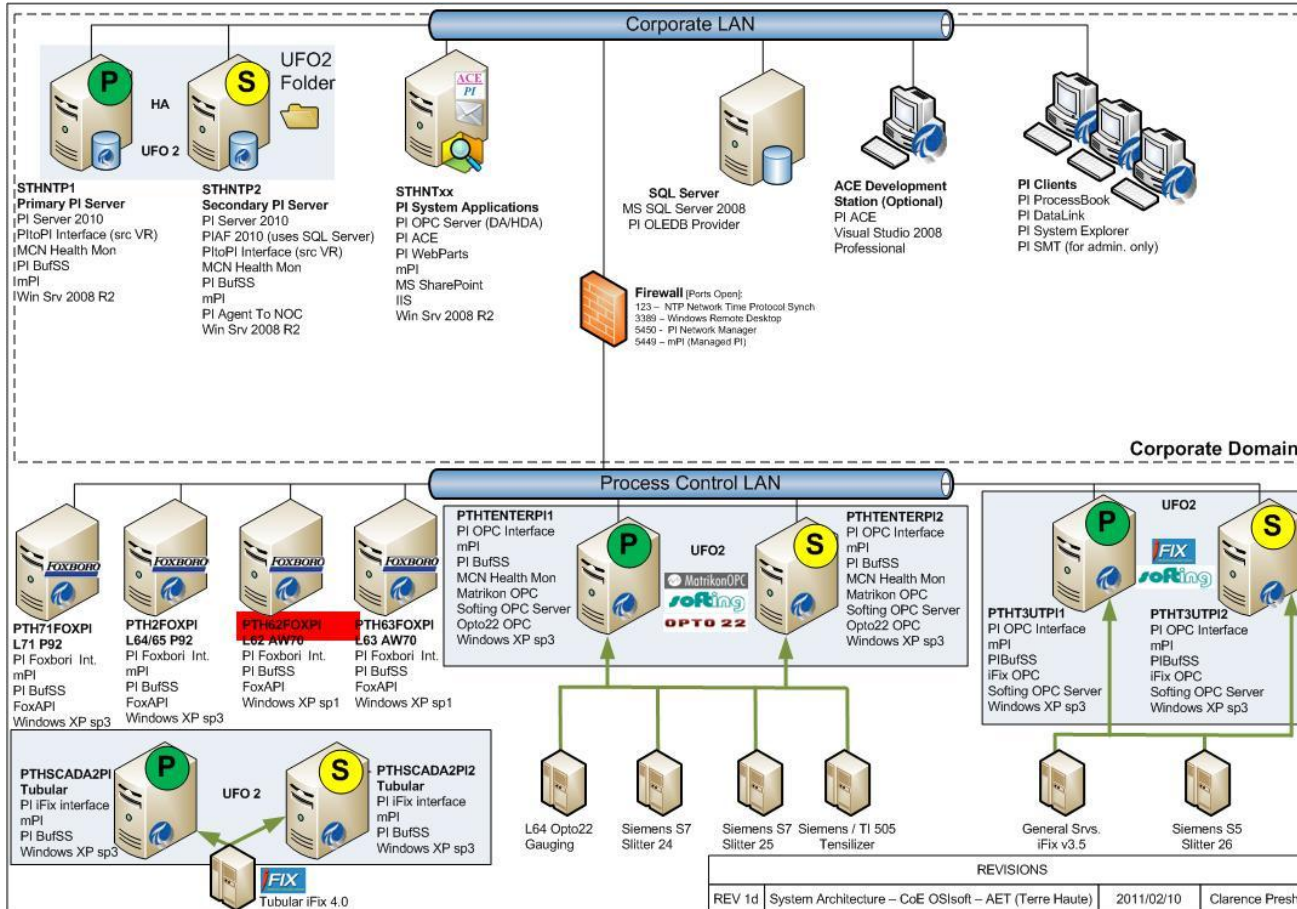 Corporate LAN
P
HA
UFO 2
S
UFO2
Folder
STHNTP1
Primary PI Server
PI Server 2010
PItoPI Interface (src VR)
MCN Health Mon
PI BufSS
mPI
Win Srv 2008 R2
STHNTP2
Secondary PI Server
PI Server 2010
PIAF 2010 (uses SQL Server)
PItoPI Interface (src VR)
MCN Health Mon
PI BufSS
mPI
PI Agent To NOC
Win Srv 2008 R2
ACE
PI
STHNTxx
PI System Applications
PI OPC Server (DA/HDA)
PI ACE
PI WebParts
mPI
MS SharePoint
IIS
Win Srv 2008 R2
SQL Server
MS SQL Server 2008
PI OLEDB Provider
ACE Development
Station (Optional)
PI ACE
Visual Studio 2008
Professional
PI Clients
PI ProcessBook
PI DataLink
PI System Explorer
PI SMT (for admin. only)
Firewall [Ports Open]:
123 – NTP Network Time Protocol Synch
3389 – Windows Remote Desktop
5450 - PI Network Manager
5449 – mPI (Managed PI)
Corporate Domain
Process Control LAN
FOXBORO
PTH71FOXPI
L71 P92
PI Foxbori Int.
mPI
PI BufSS
FoxAPI
Windows XP sp3
FOXBORO
PTH2FOXPI
L64/65 P92
PI Foxbori Int.
mPI
PI BufSS
FoxAPI
Windows XP sp3
FOXBORO
PTH62FOXPI
L62 AW70
PI Foxbori Int.
PI BufSS
FoxAPI
Windows XP sp1
FOXBORO
PTH63FOXPI
L63 AW70
PI Foxbori Int.
PI BufSS
FoxAPI
Windows XP sp1
PTHTENTERPI1
PI OPC Interface
mPI
PI BufSS
MCN Health Mon
Matrikon OPC
Softing OPC Server
Opto22 OPC
Windows XP sp3
P
UFO2
MatrikonOPC
softing
OPTO 22
S
PTHTENTERPI2
PI OPC Interface
mPI
PI BufSS
MCN Health Mon
Matrikon OPC
Softing OPC Server
Opto22 OPC
Windows XP sp3
P
UFO2
iFIX
softing
S
PTHT3UTPI1
PI OPC Interface
mPI
PIBufSS
iFix OPC
Softing OPC Server
Windows XP sp3
PTHT3UTPI2
PI OPC Interface
mPI
PIBufSS
iFix OPC
Softing OPC Server
Windows XP sp3
PTHSCADA2PI
Tubular
PI iFix interface
mPI
PI BufSS
Windows XP sp3
P
UFO 2
S
PTHSCADA2PI2
Tubular
PI iFix interface
mPI
PI BufSS
Windows XP sp3
iFIX
Tubular iFix 4.0
L64 Opto22
Gauging
Siemens S7
Slitter 24
Siemens S7
Slitter 25
Siemens / TI 505
Tensilizer
General Srvs.
iFix v3.5
Siemens S5
Slitter 26
REVISIONS
REV 1d System Architecture – CoE OSIsoft – AET (Terre Haute) 2011/02/10 Clarence Presh